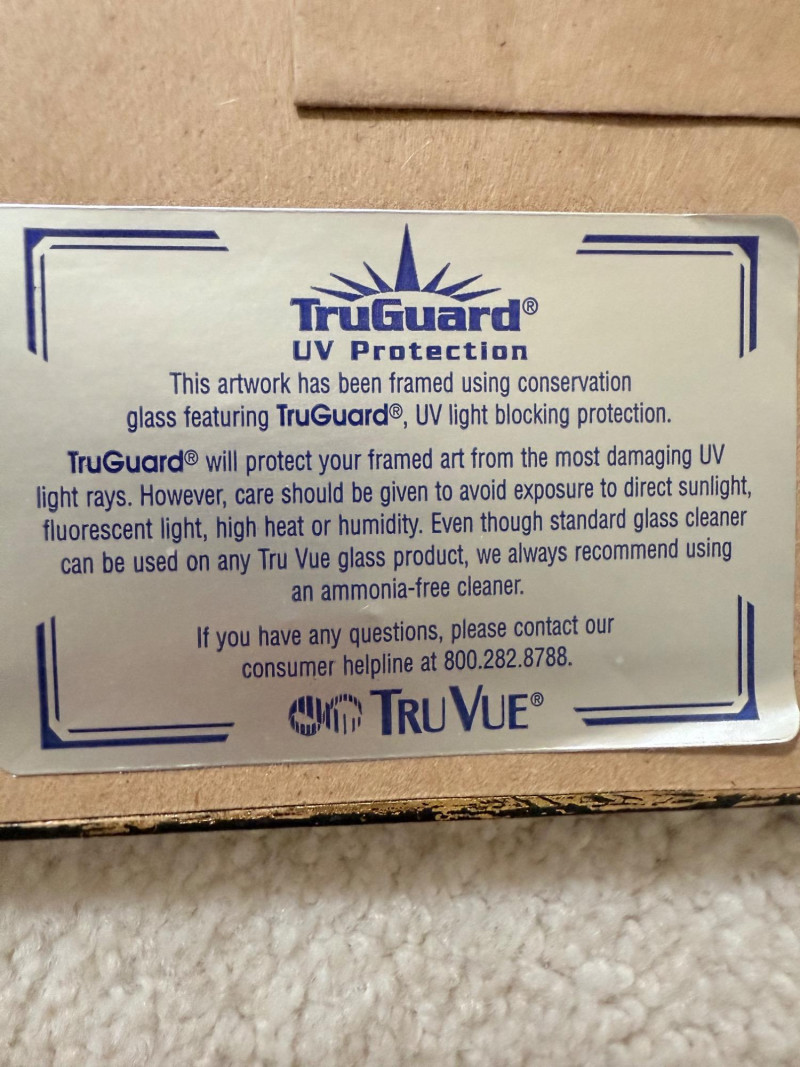 TruGuard®
UV Protection
This artwork has been framed using conservation
glass featuring TruGuard®, UV light blocking protection.
TruGuard® will protect your framed art from the most damaging UV
light rays. However, care should be given to avoid exposure to direct sunlight,
fluorescent light, high heat or humidity. Even though standard glass cleaner
can be used on any Tru Vue glass product, we always recommend using
an ammonia-free cleaner.
If you have any questions, please contact our
consumer helpline at 800.282.8788.
TRU VUE®